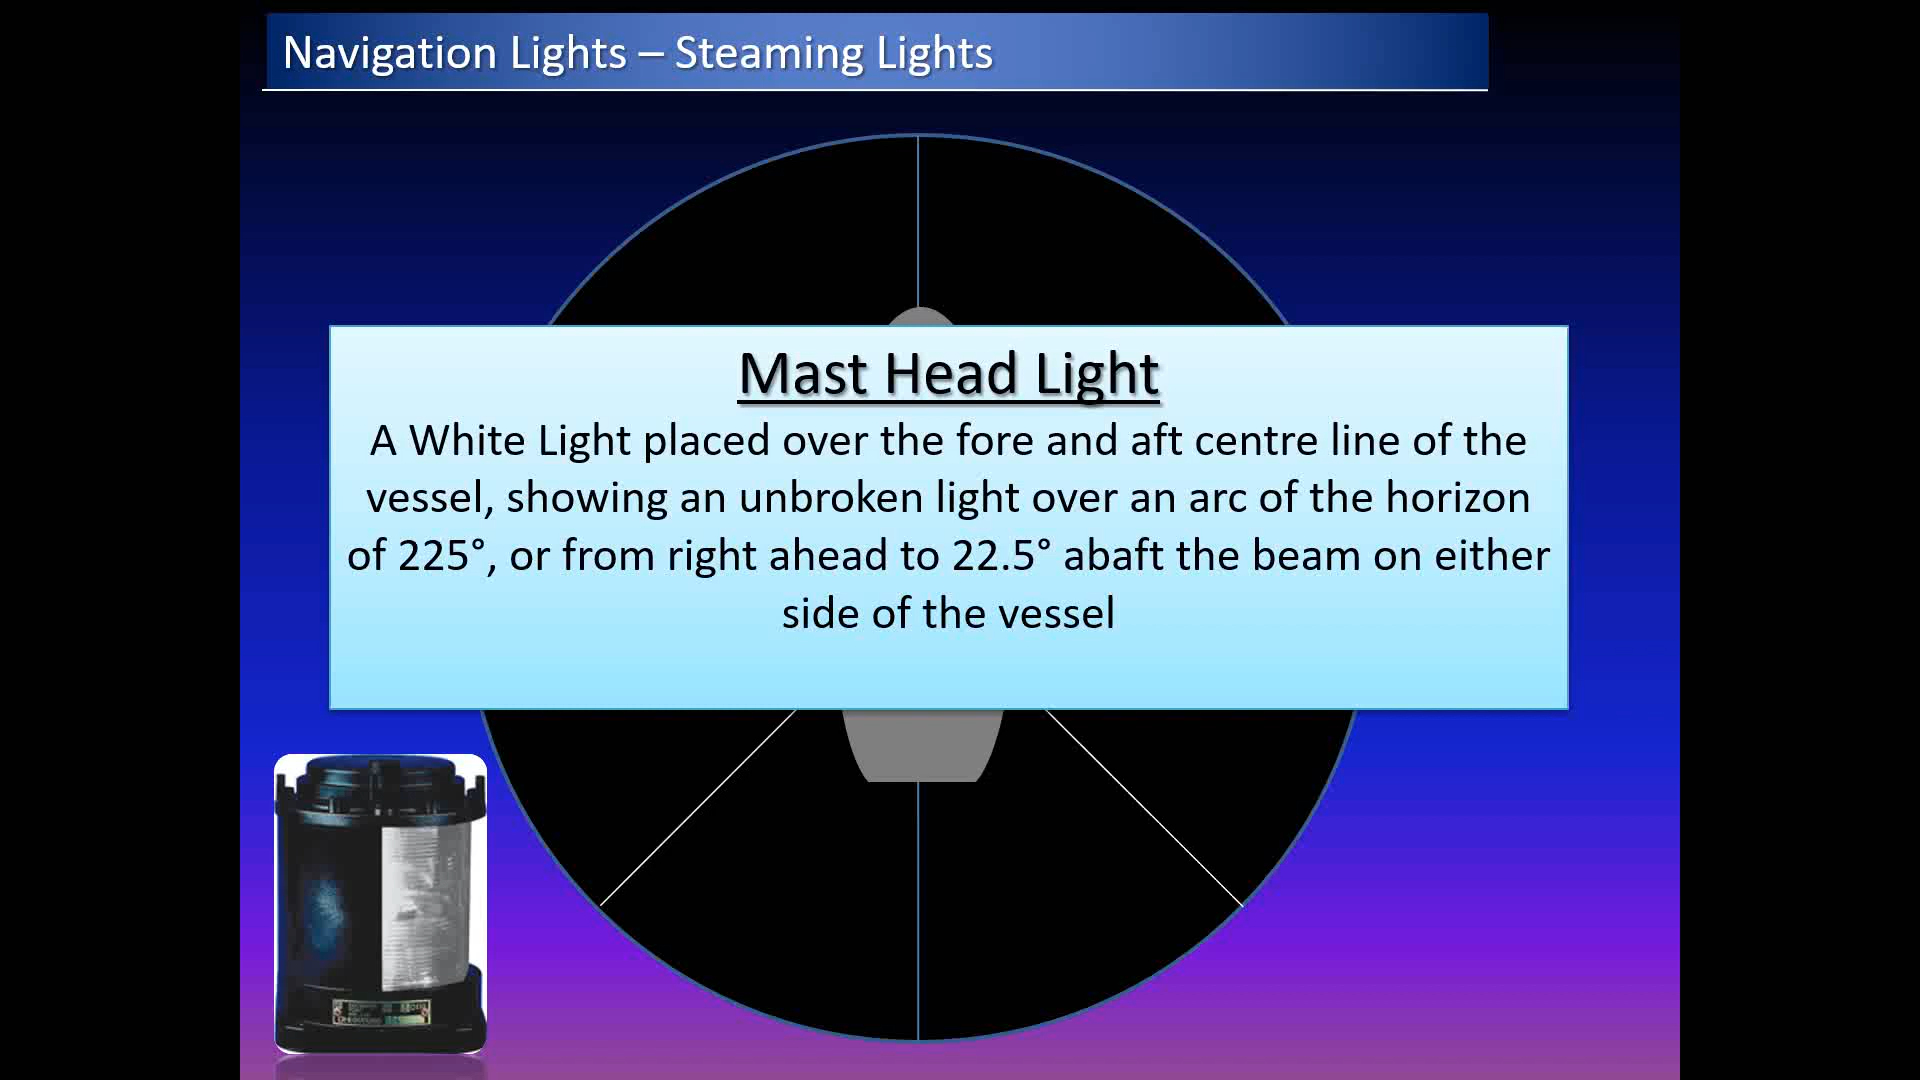 Navigation Lights – Steaming Lights
Mast Head Light
A White Light placed over the fore and aft centre line of the
vessel, showing an unbroken light over an arc of the horizon
of 225°, or from right ahead to 22.5° abaft the beam on either
side of the vessel